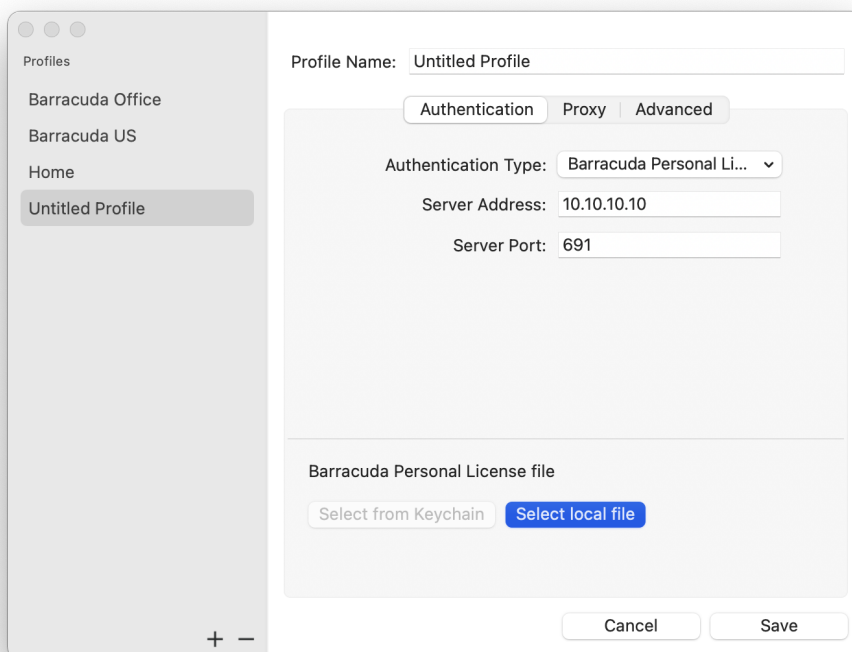 Profiles
Barracuda Office
Barracuda US
Home
Untitled Profile
Profile Name: Untitled Profile
Authentication Proxy Advanced
Authentication Type: Barracuda Personal Li...
Server Address: 10.10.10.10
Server Port: 691
Barracuda Personal License file
Select from Keychain Select local file
+ −
Cancel Save